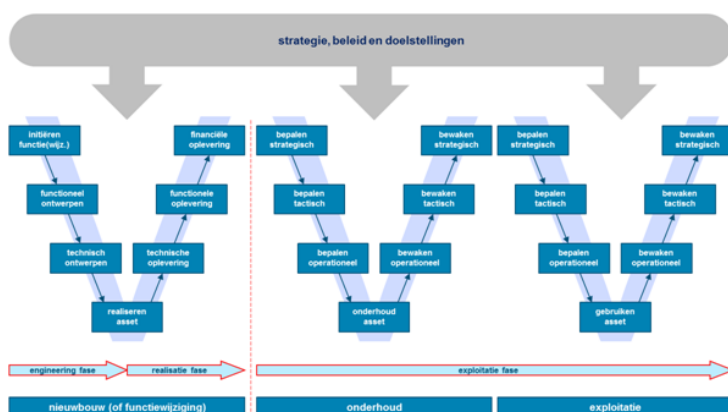 strategie, beleid en doelstellingen
initiëren
functie(wijz.)
financiële
oplevering
bepalen
strategisch
bewaken
strategisch
bepalen
strategisch
bewaken
strategisch
functioneel
ontwerpen
functionele
oplevering
bepalen
tactisch
bewaken
tactisch
bepalen
tactisch
bewaken
tactisch
technisch
ontwerpen
technische
oplevering
bepalen
operationeel
bewaken
operationeel
bepalen
operationeel
bewaken
operationeel
realiseren
asset
onderhoud
asset
gebruiken
asset
engineering fase
realisatie fase
exploitatie fase
nieuwbouw (of functiewijziging)
onderhoud
exploitatie